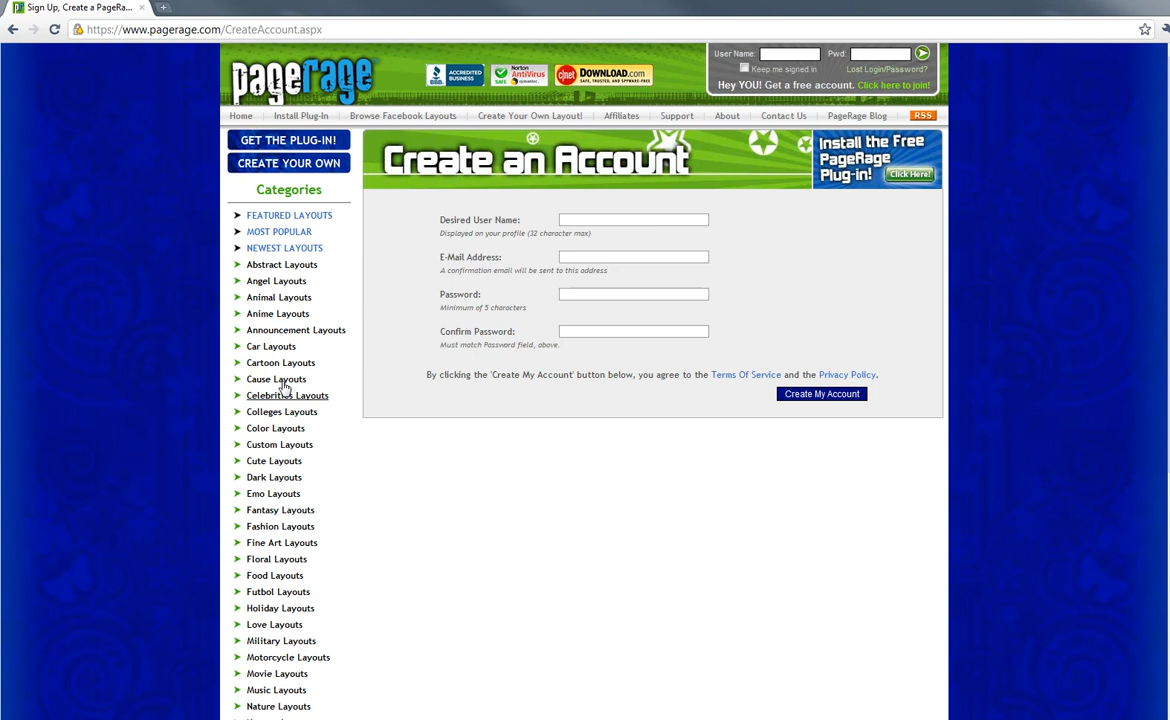 Sign Up, Create a PageRa...
https://www.pagerage.com/CreateAccount.aspx
pagerage
ACCREDITED BUSINESS
SAFE Norton AntiVirus
cnet DOWNLOAD.com
SAFE, TRUSTED, AND SPYWARE-FREE
User Name: Pwd:
Keep me signed in Lost Login/Password?
Hey YOU! Get a free account. Click here to join!
Home Install Plug-In Browse Facebook Layouts Create Your Own Layout! Affiliates Support About Contact Us PageRage Blog RSS
GET THE PLUG-IN!
CREATE YOUR OWN
Categories
FEATURED LAYOUTS
MOST POPULAR
NEWEST LAYOUTS
Abstract Layouts
Angel Layouts
Animal Layouts
Anime Layouts
Announcement Layouts
Car Layouts
Cartoon Layouts
Cause Layouts
Celebrities Layouts
Colleges Layouts
Color Layouts
Custom Layouts
Cute Layouts
Dark Layouts
Emo Layouts
Fantasy Layouts
Fashion Layouts
Fine Art Layouts
Floral Layouts
Food Layouts
Futbol Layouts
Holiday Layouts
Love Layouts
Military Layouts
Motorcycle Layouts
Movie Layouts
Music Layouts
Nature Layouts
Create an Account
Install the Free
PageRage
Plug-in! Click Here!
Desired User Name:
Displayed on your profile (32 character max)
E-Mail Address:
A confirmation email will be sent to this address
Password:
Minimum of 5 characters
Confirm Password:
Must match Password field, above.
By clicking the 'Create My Account' button below, you agree to the Terms Of Service and the Privacy Policy.
Create My Account